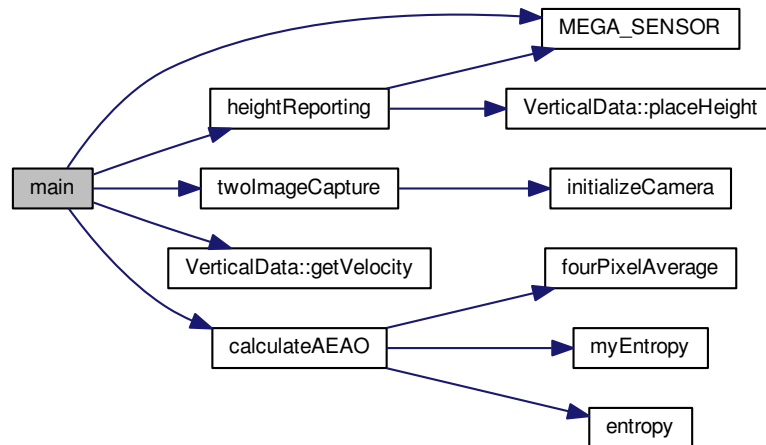 MEGA_SENSOR
heightReporting
VerticalData::placeHeight
main
twoImageCapture
initializeCamera
VerticalData::getVelocity
fourPixelAverage
calculateAEAO
myEntropy
entropy